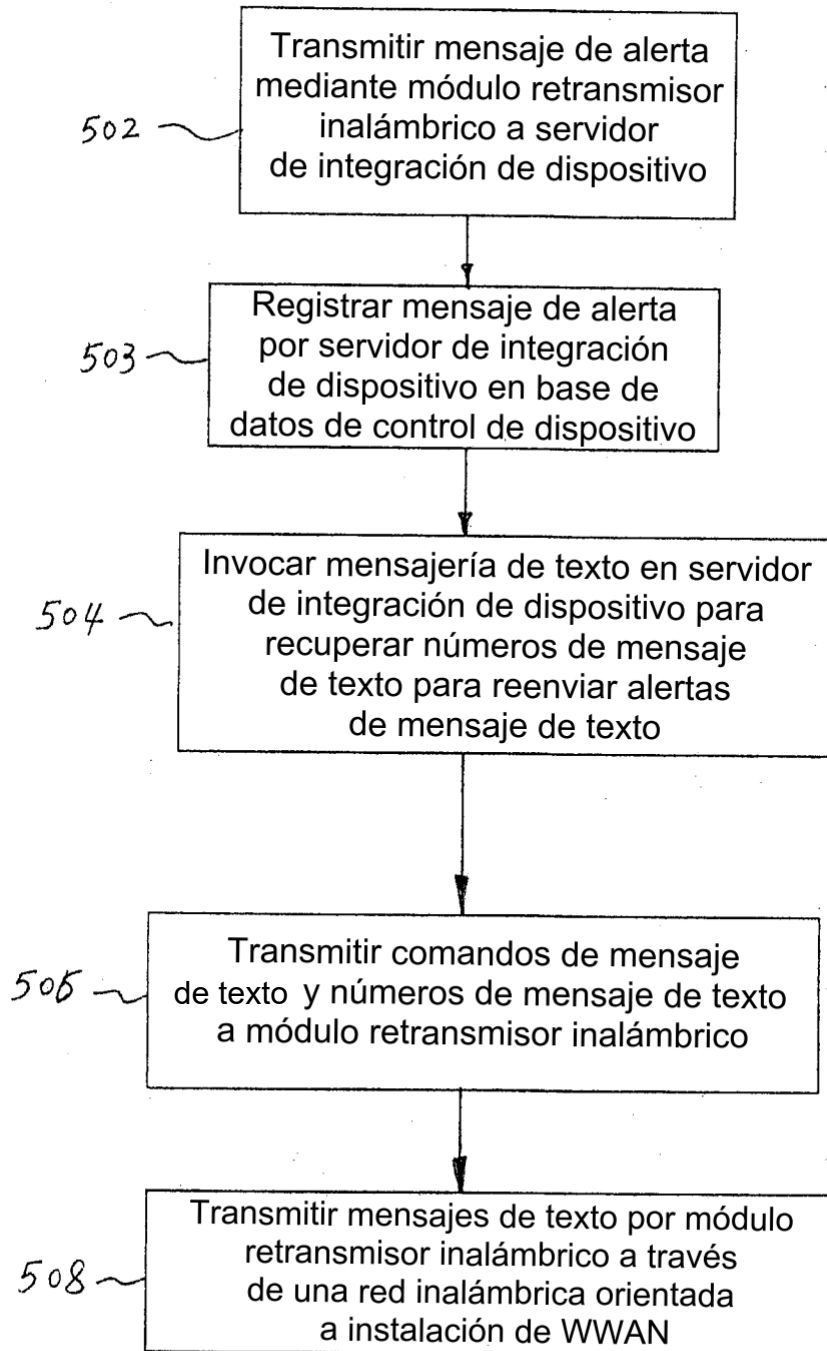 Transmitir mensaje de alerta
mediante módulo retransmisor
inalámbrico a servidor
de integración de dispositivo
502
Registrar mensaje de alerta
por servidor de integración
de dispositivo en base de
datos de control de dispositivo
503
Invocar mensajería de texto en servidor
de integración de dispositivo para
recuperar números de mensaje
de texto para reenviar alertas
de mensaje de texto
504
Transmitir comandos de mensaje
de texto y números de mensaje de texto
a módulo retransmisor inalámbrico
506
Transmitir mensajes de texto por módulo
retransmisor inalámbrico a través
de una red inalámbrica orientada
a instalación de WWAN
508